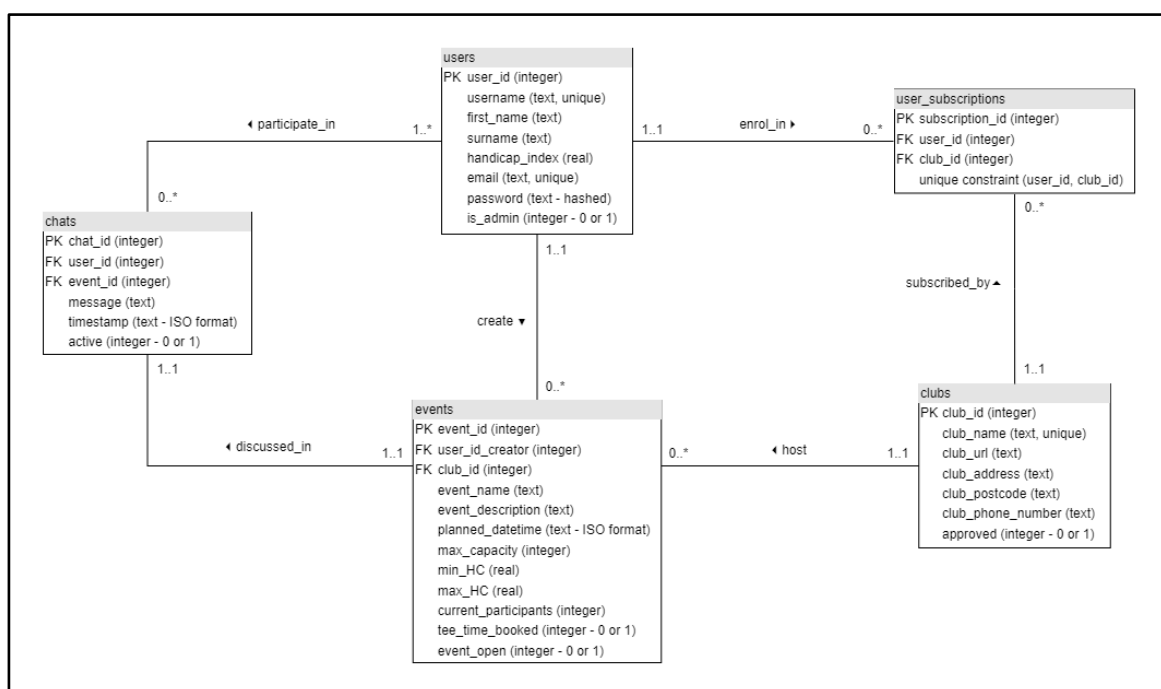 users
PK user_id (integer)
username (text, unique)
first_name (text)
surname (text)
handicap_index (real)
email (text, unique)
password (text - hashed)
is_admin (integer - 0 or 1)
◂ participate_in
1..*
0..*
1..1
enrol_in ▸
0..*
user_subscriptions
PK subscription_id (integer)
FK user_id (integer)
FK club_id (integer)
unique constraint (user_id, club_id)
chats
PK chat_id (integer)
FK user_id (integer)
FK event_id (integer)
message (text)
timestamp (text - ISO format)
active (integer - 0 or 1)
1..1
create ▾
0..*
0..*
subscribed_by ▴
1..1
1..1
◂ discussed_in
1..1
events
PK event_id (integer)
FK user_id_creator (integer)
FK club_id (integer)
event_name (text)
event_description (text)
planned_datetime (text - ISO format)
max_capacity (integer)
min_HC (real)
max_HC (real)
current_participants (integer)
tee_time_booked (integer - 0 or 1)
event_open (integer - 0 or 1)
0..*
◂ host
1..1
clubs
PK club_id (integer)
club_name (text, unique)
club_url (text)
club_address (text)
club_postcode (text)
club_phone_number (text)
approved (integer - 0 or 1)